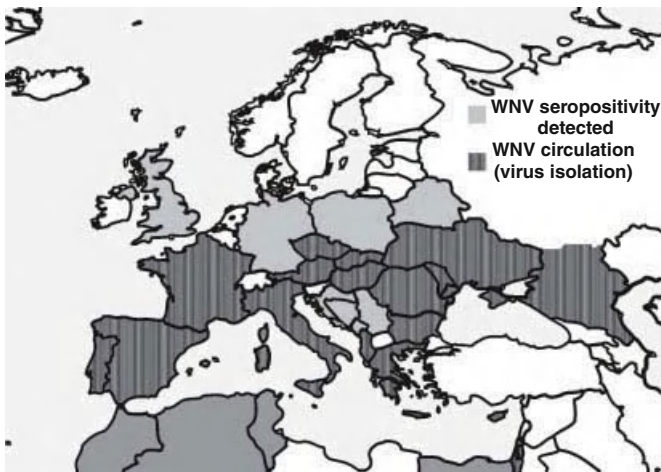 WNV seropositivity
detected
WNV circulation
(virus isolation)